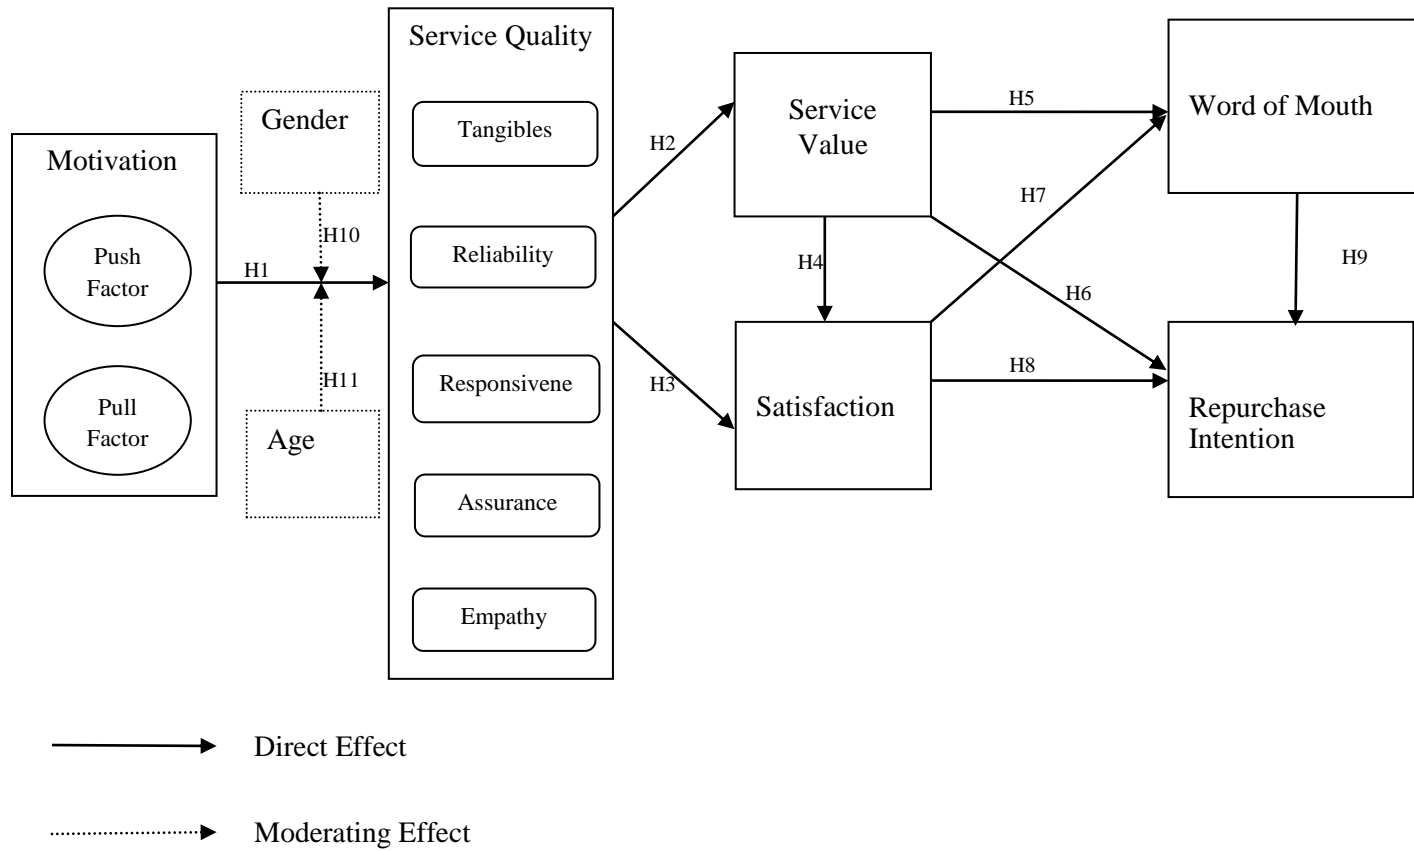 Motivation
Push
Factor
Pull
Factor
Gender
H10
H1
H11
Age
Service Quality
Tangibles
Reliability
Responsivene
Assurance
Empathy
H2
H3
Service
Value
H4
Satisfaction
H5
H7
H6
H8
Word of Mouth
H9
Repurchase
Intention
Direct Effect
Moderating Effect